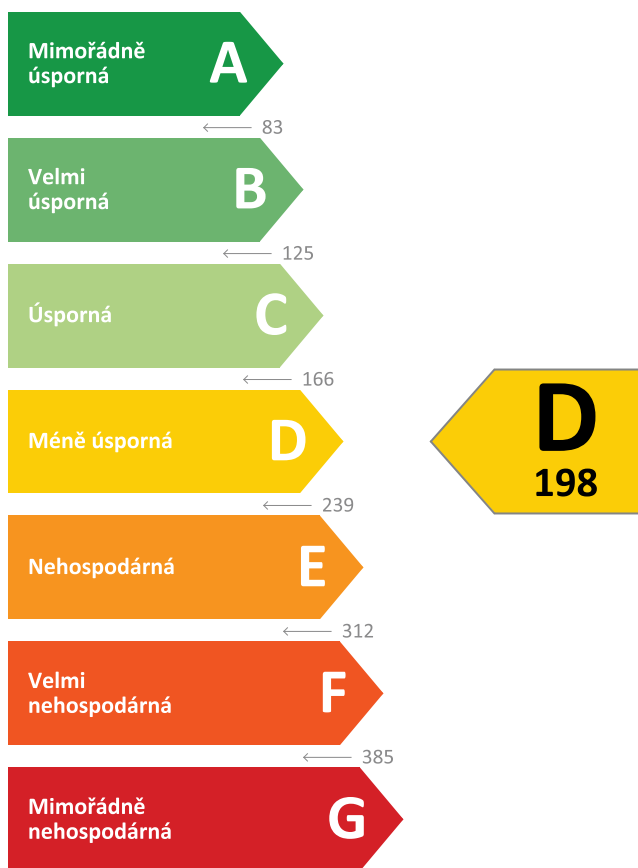 Mimořádně
úsporná
A
83
Velmi
úsporná
B
125
Úsporná
C
166
Méně úsporná
D
239
D
198
Nehospodárná
E
312
Velmi
nehospodárná
F
385
Mimořádně
nehospodárná
G